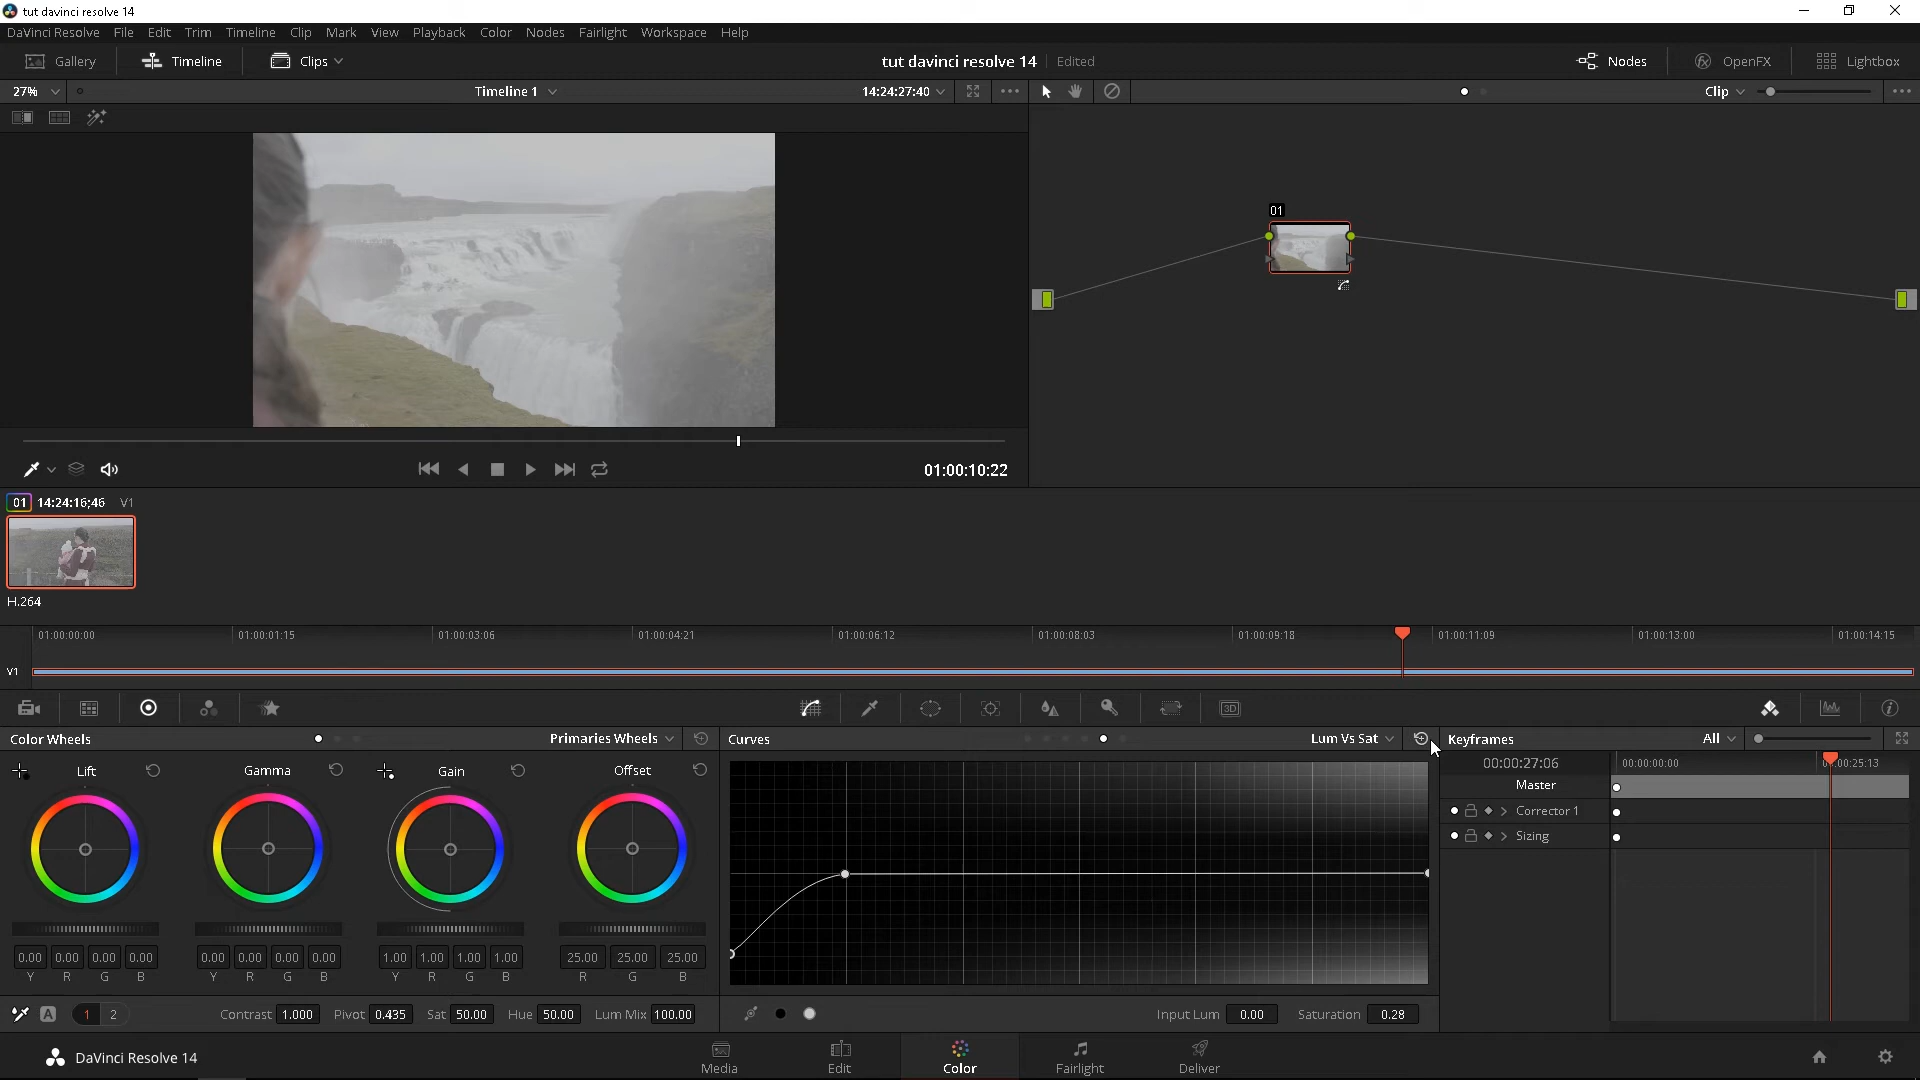 tut davinci resolve 14
DaVinci Resolve File Edit Trim Timeline Clip Mark View Playback Color Nodes Fairlight Workspace Help
Gallery Timeline Clips tut davinci resolve 14 Edited Nodes OpenFX Lightbox
27% Timeline 1 14:24:27:40 Clip
01
01:00:10:22
01 14:24:16;46 V1
H.264
01:00:00:00 01:00:01:15 01:00:03:06 01:00:04:21 01:00:06:12 01:00:08:03 01:00:09:18 01:00:11:09 01:00:13:00 01:00:14:15
V1
3D
Color Wheels Primaries Wheels Curves Lum Vs Sat Keyframes All
Lift Gamma Gain Offset
00:00:27:06 00:00:00:00 :00:25:13
Master
Corrector 1
Sizing
0.00 0.00 0.00 0.00 0.00 0.00 0.00 0.00 1.00 1.00 1.00 1.00 25.00 25.00 25.00
Y R G B Y R G B Y R G B R G B
A 1 2 Contrast 1.000 Pivot 0.435 Sat 50.00 Hue 50.00 Lum Mix 100.00 Input Lum 0.00 Saturation 0.28
DaVinci Resolve 14 Media Edit Color Fairlight Deliver